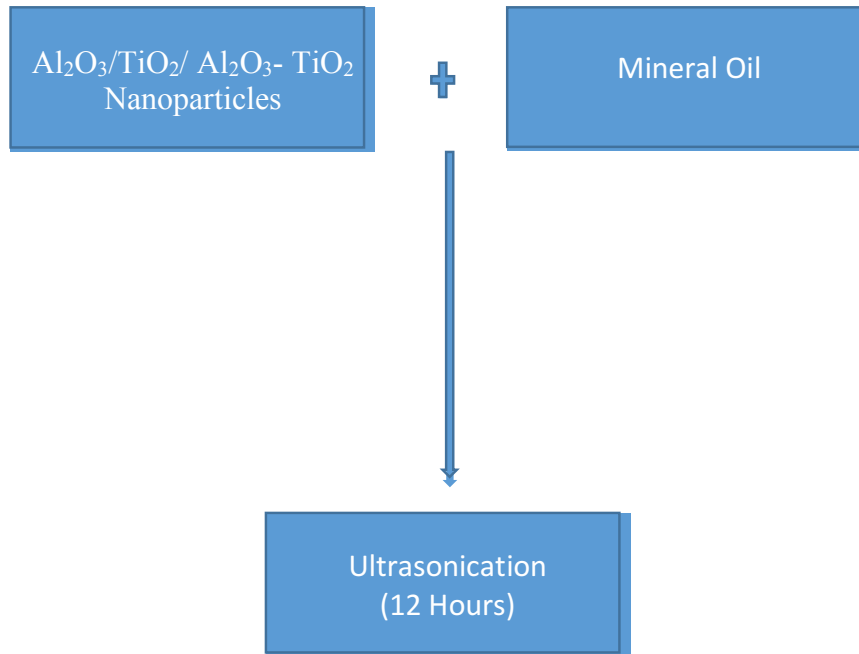 Al₂O₃/TiO₂/ Al₂O₃- TiO₂
Nanoparticles
Mineral Oil
Ultrasonication
(12 Hours)